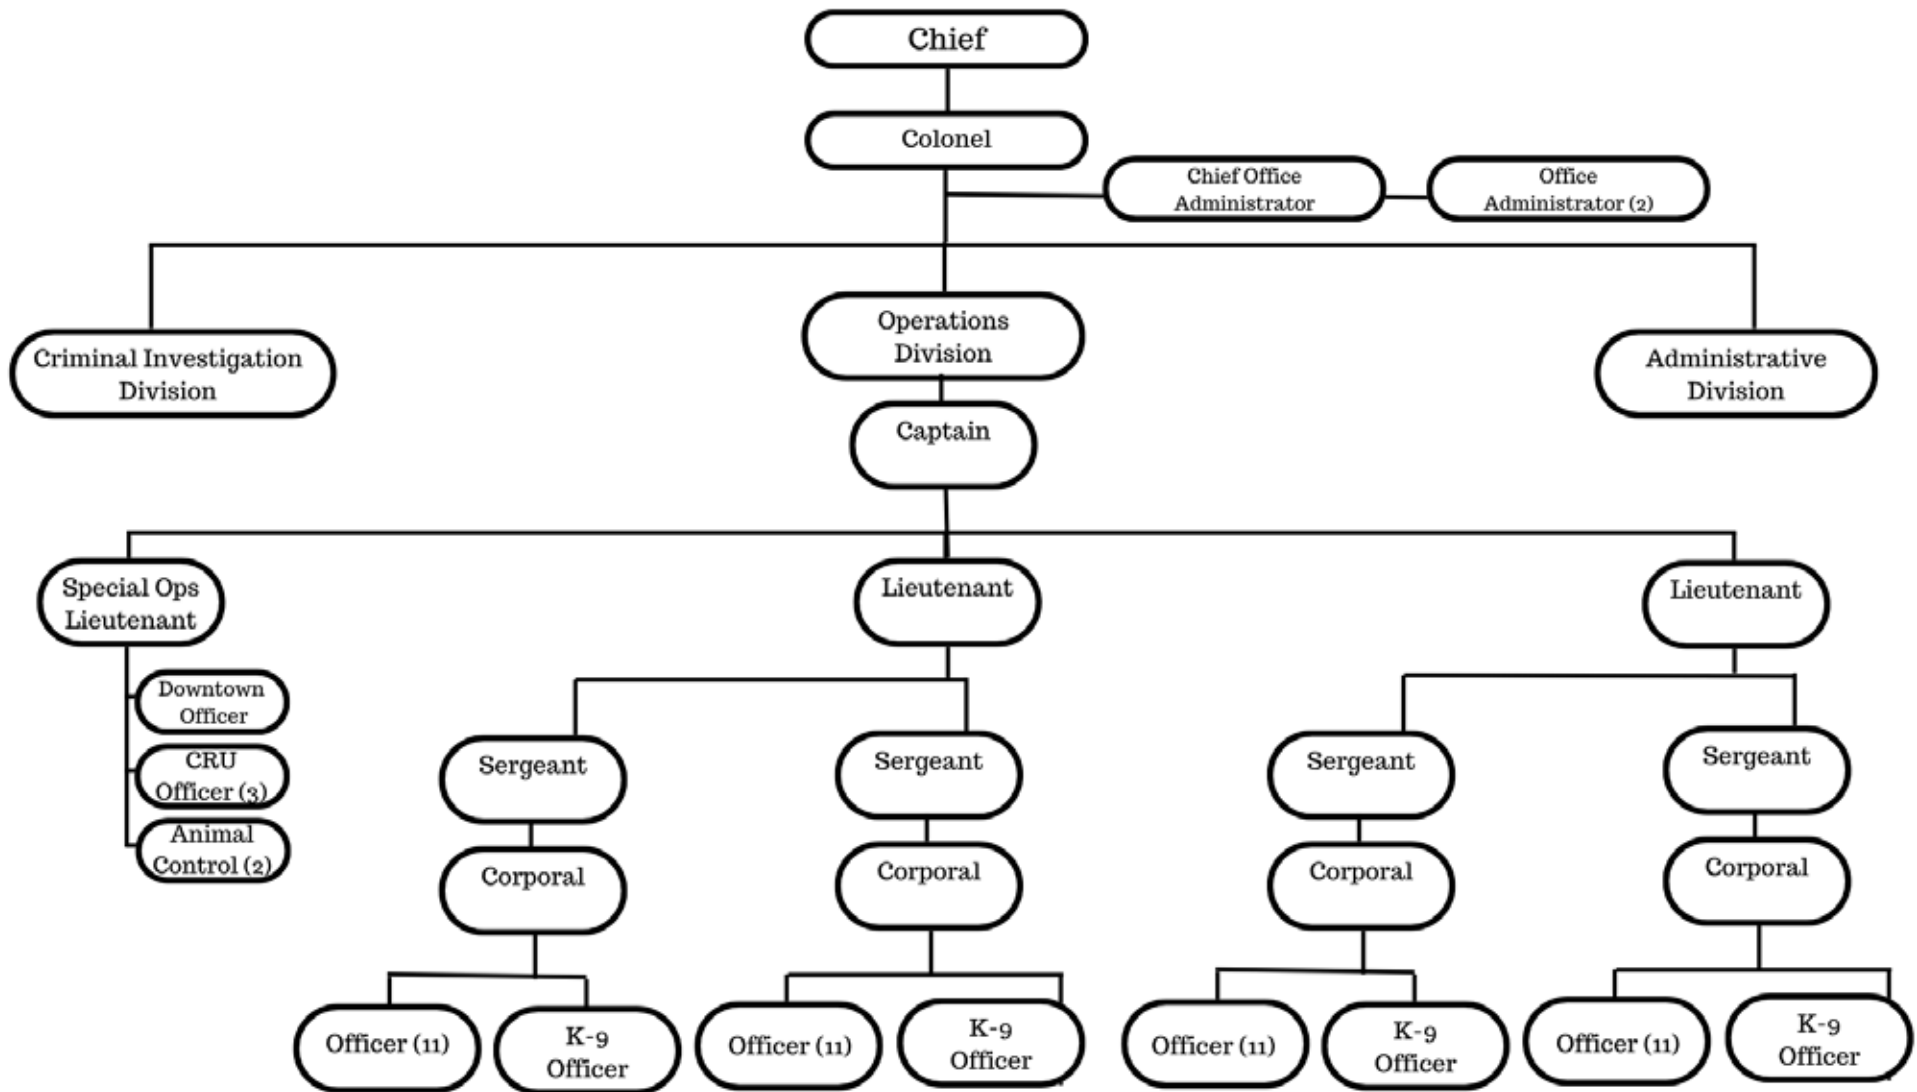 Chief
Colonel
Chief Office
Administrator
Office
Administrator (2)
Criminal Investigation
Division
Operations
Division
Administrative
Division
Captain
Special Ops
Lieutenant
Lieutenant
Lieutenant
Downtown
Officer
CRU
Officer (3)
Animal
Control (2)
Sergeant
Sergeant
Sergeant
Sergeant
Corporal
Corporal
Corporal
Corporal
Officer (11)
K-9
Officer
Officer (11)
K-9
Officer
Officer (11)
K-9
Officer
Officer (11)
K-9
Officer